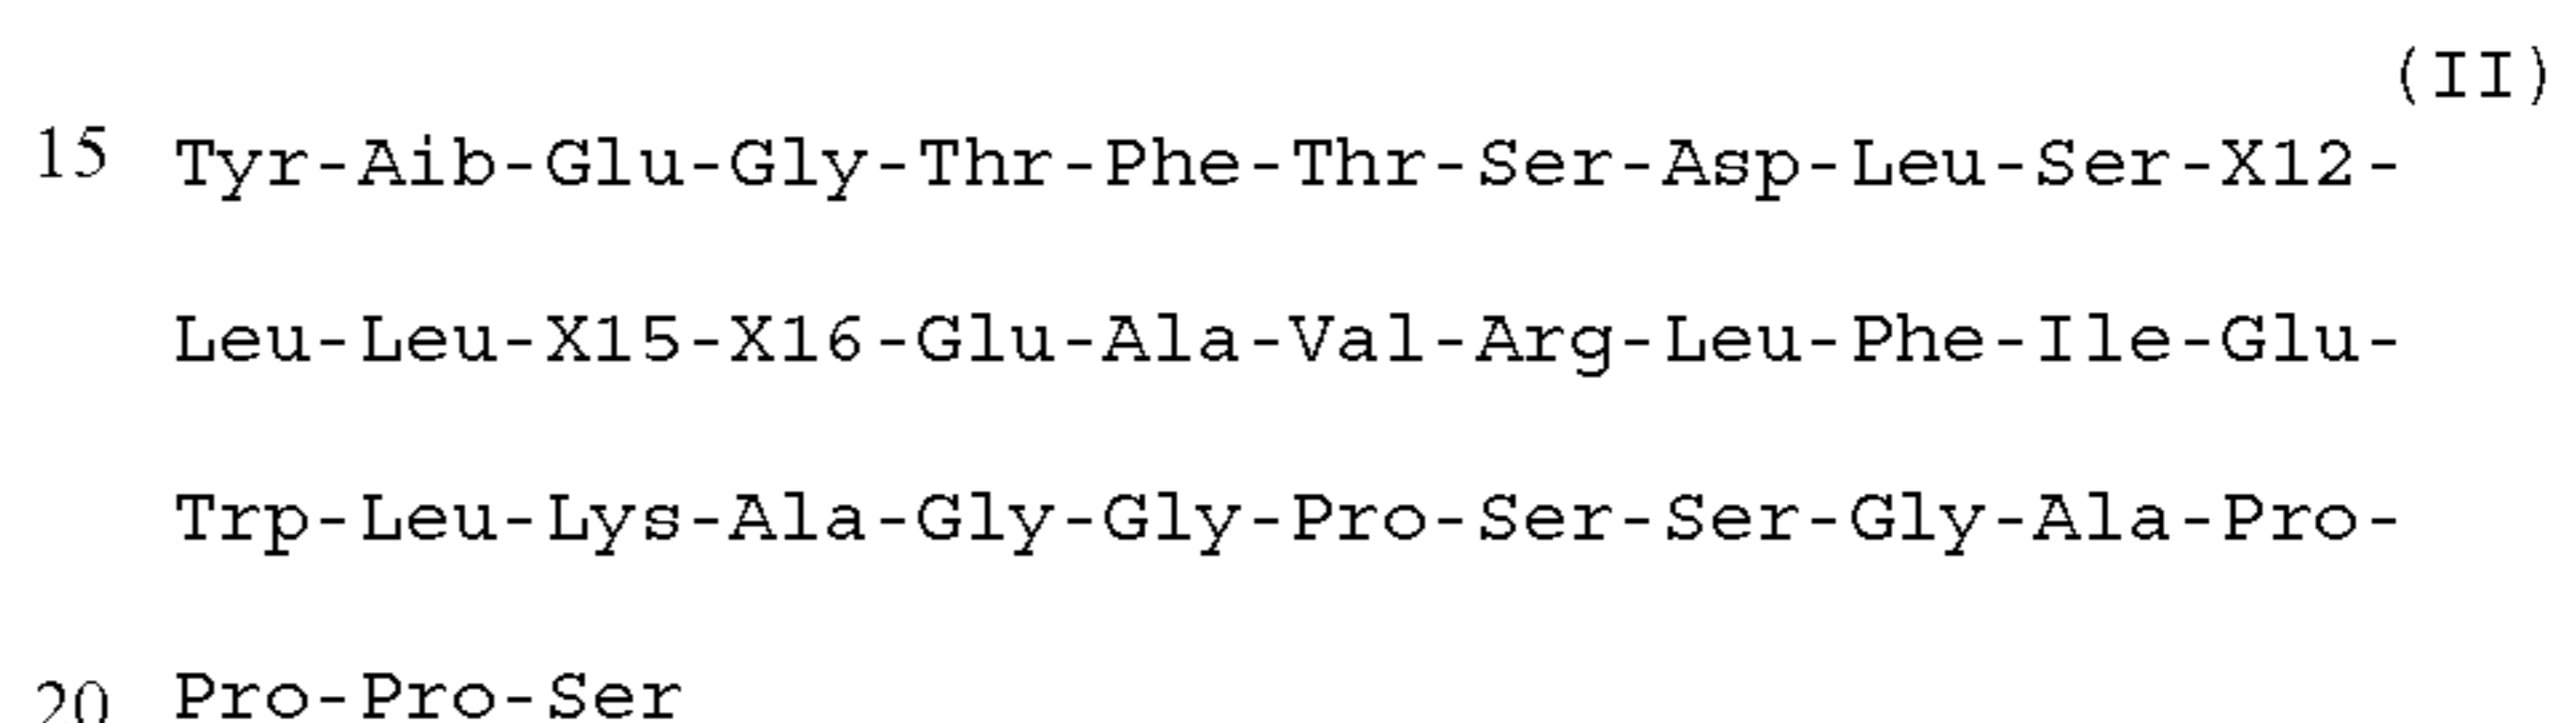 (II)
15 Tyr-Aib-Glu-Gly-Thr-Phe-Thr-Ser-Asp-Leu-Ser-X12-
Leu-Leu-X15-X16-Glu-Ala-Val-Arg-Leu-Phe-Ile-Glu-
Trp-Leu-Lys-Ala-Gly-Gly-Pro-Ser-Ser-Gly-Ala-Pro-
20 Pro-Pro-Ser